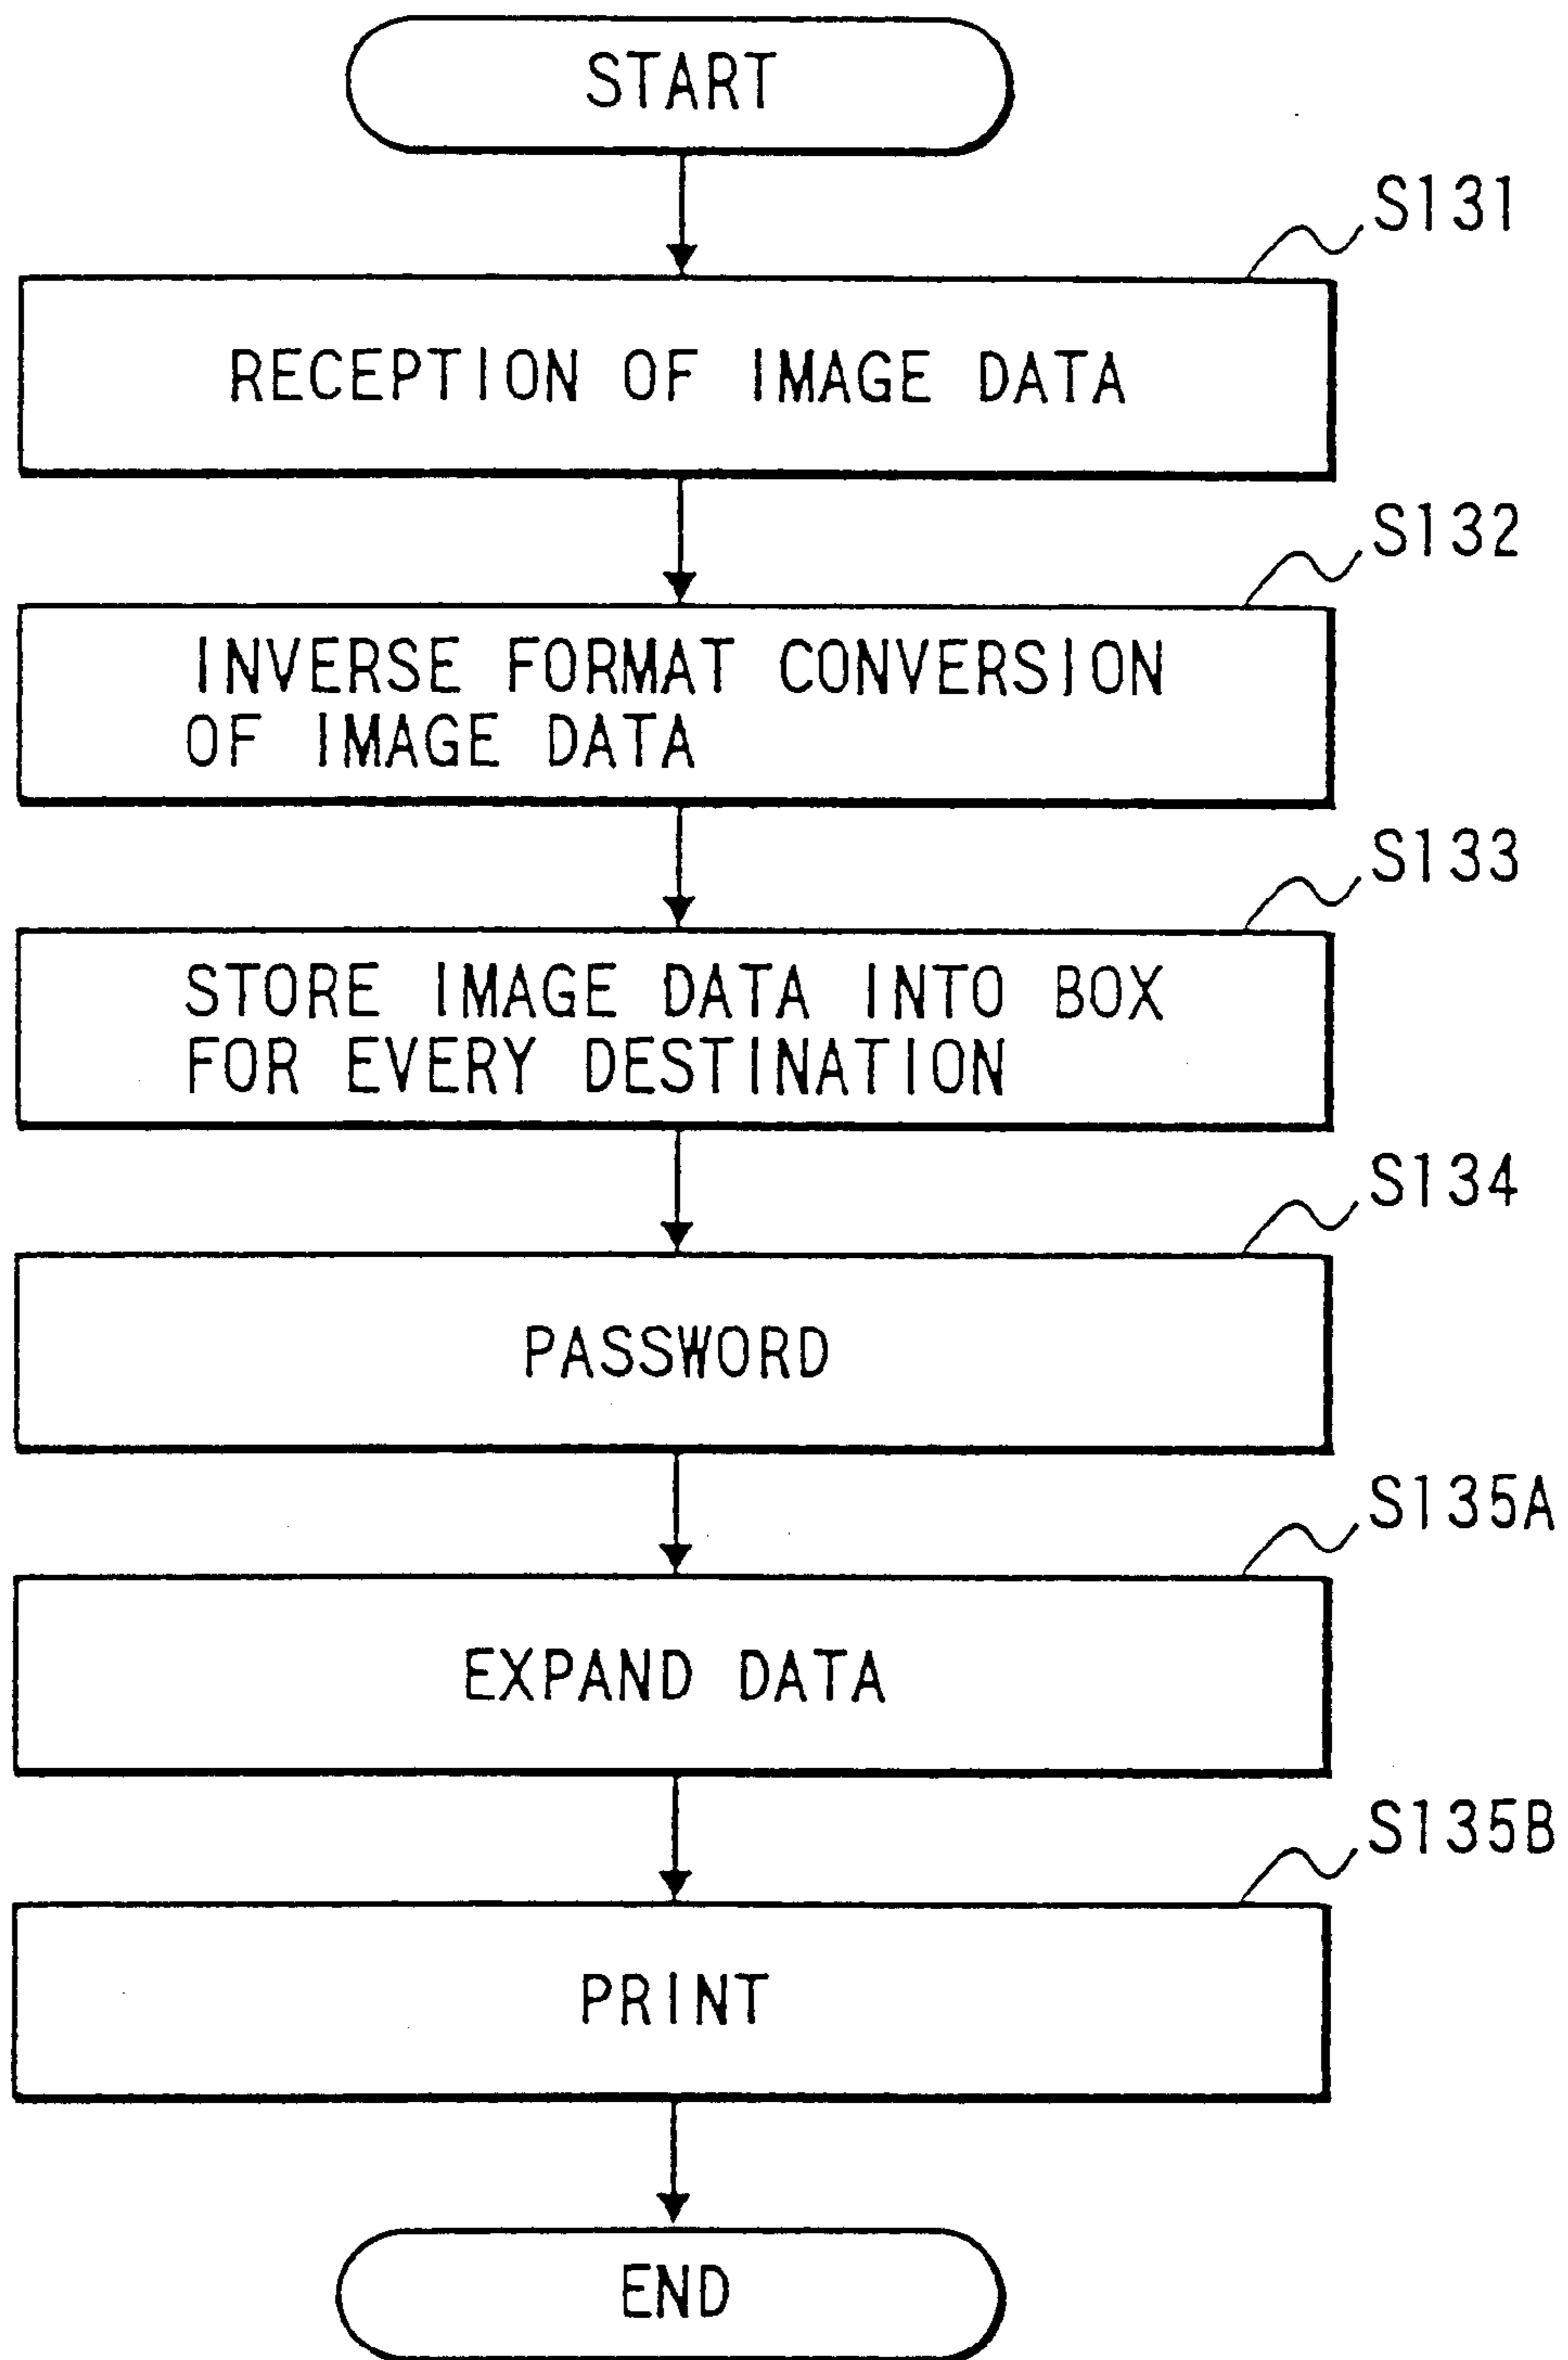 START
S131
RECEPTION OF IMAGE DATA
S132
INVERSE FORMAT CONVERSION
OF IMAGE DATA
S133
STORE IMAGE DATA INTO BOX
FOR EVERY DESTINATION
S134
PASSWORD
S135A
EXPAND DATA
S135B
PRINT
END